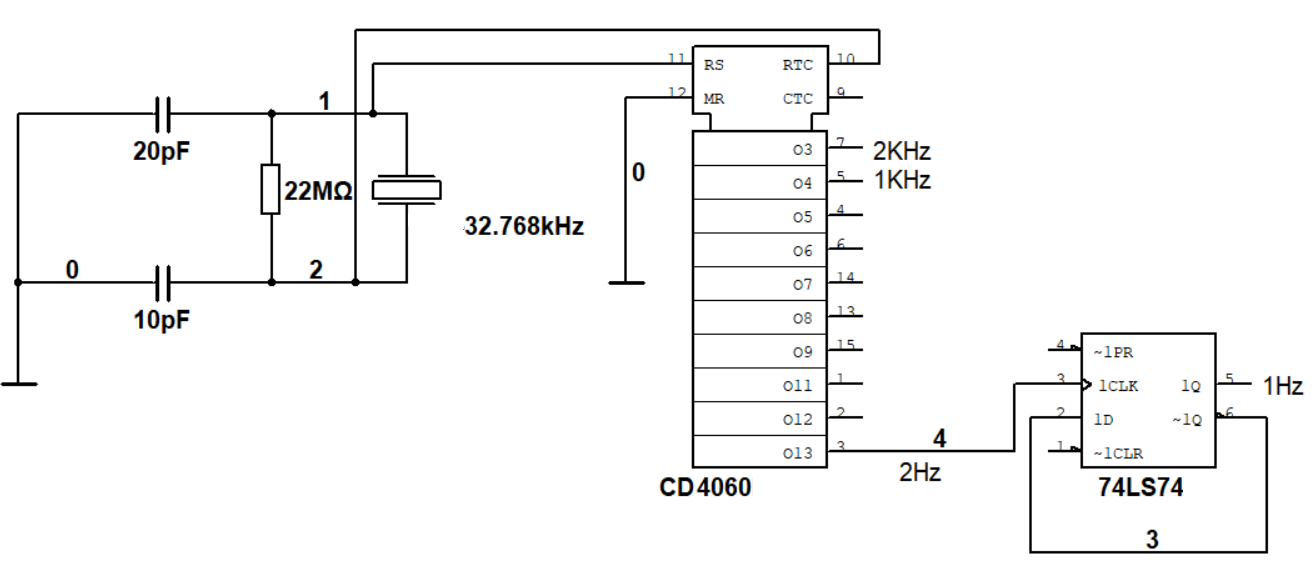 11 RS RTC 10
12 MR CTC 9
1
20pF
22MΩ
32.768kHz
0
2
10pF
0
O3 7 2KHz
O4 5 1KHz
O5 4
O6 6
O7 14
O8 13
O9 15
O11 1
O12 2
O13 3
4
2Hz
CD4060
4 ~1PR
3 1CLK 1Q 5 1Hz
2 1D ~1Q 6
1 ~1CLR
74LS74
3